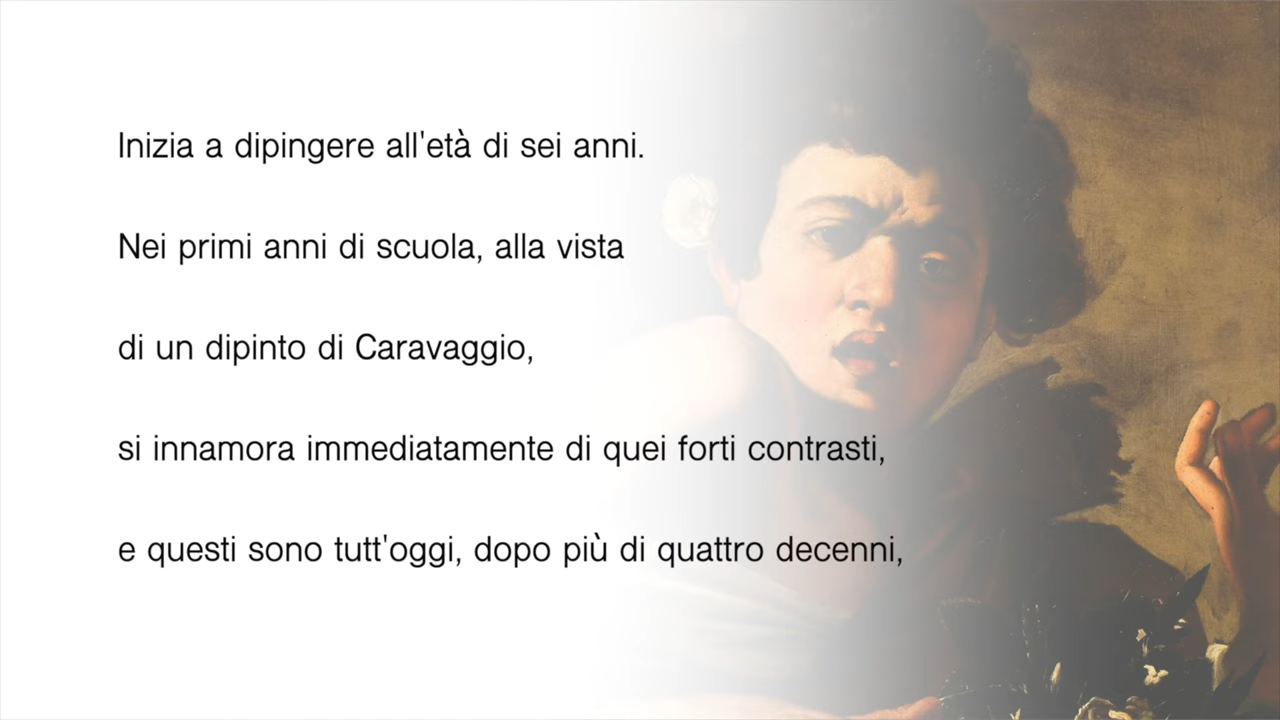 Inizia a dipingere all'età di sei anni.
Nei primi anni di scuola, alla vista
di un dipinto di Caravaggio,
si innamora immediatamente di quei forti contrasti,
e questi sono tutt'oggi, dopo più di quattro decenni,